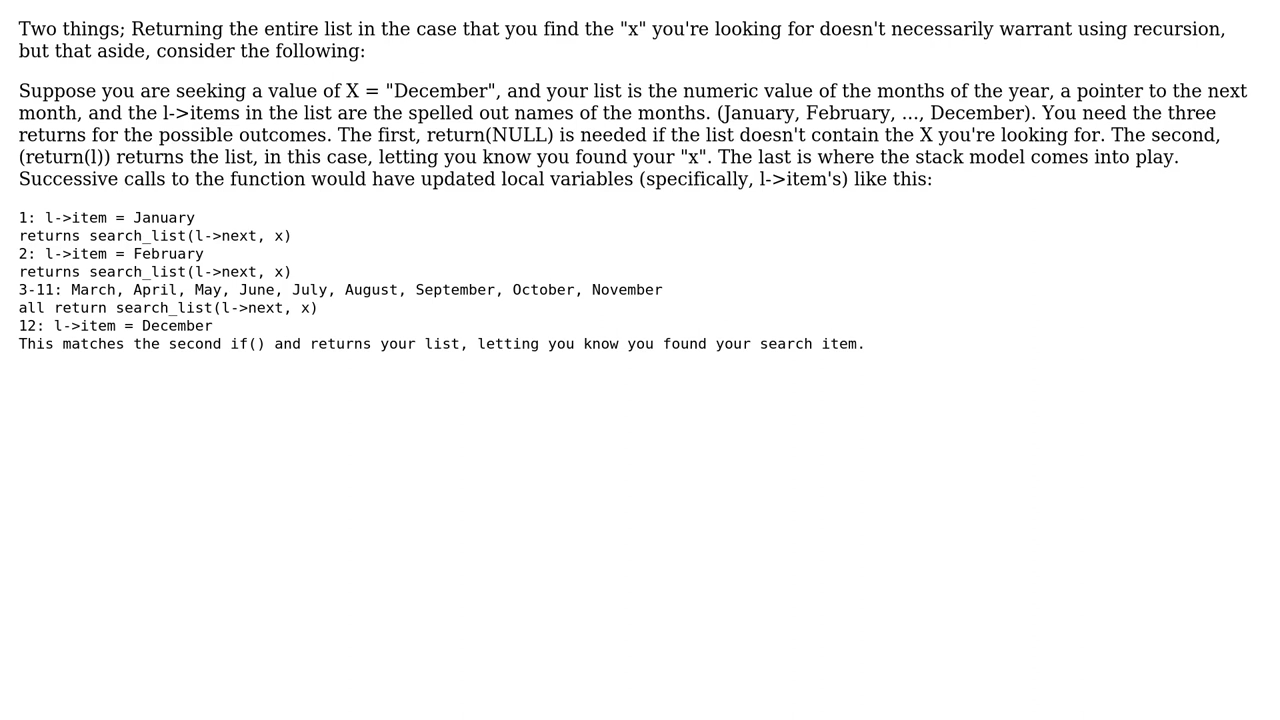 Two things; Returning the entire list in the case that you find the "x" you're looking for doesn't necessarily warrant using recursion,
but that aside, consider the following:
Suppose you are seeking a value of X = "December", and your list is the numeric value of the months of the year, a pointer to the next
month, and the l->items in the list are the spelled out names of the months. (January, February, ..., December). You need the three
returns for the possible outcomes. The first, return(NULL) is needed if the list doesn't contain the X you're looking for. The second,
(return(l)) returns the list, in this case, letting you know you found your "x". The last is where the stack model comes into play.
Successive calls to the function would have updated local variables (specifically, l->item's) like this:
1: l->item = January
returns search_list(l->next, x)
2: l->item = February
returns search_list(l->next, x)
3-11: March, April, May, June, July, August, September, October, November
all return search_list(l->next, x)
12: l->item = December
This matches the second if() and returns your list, letting you know you found your search item.